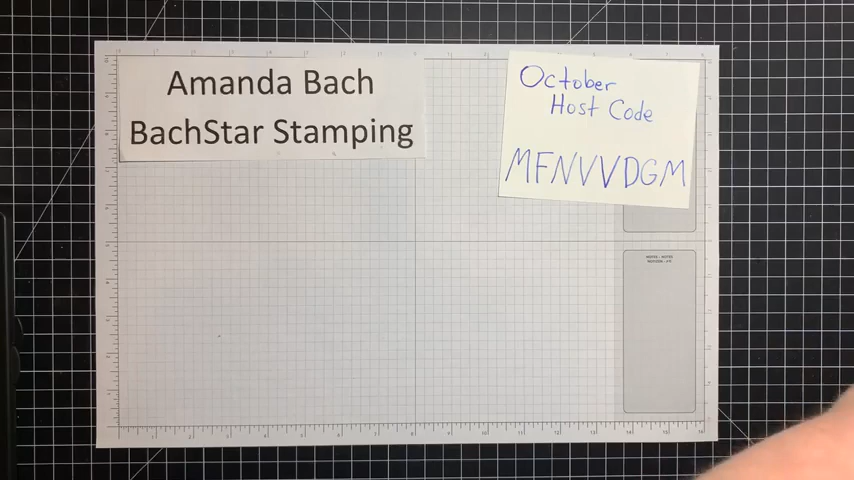 Amanda Bach
BachStar Stamping
October
Host Code
MFNVVDGM